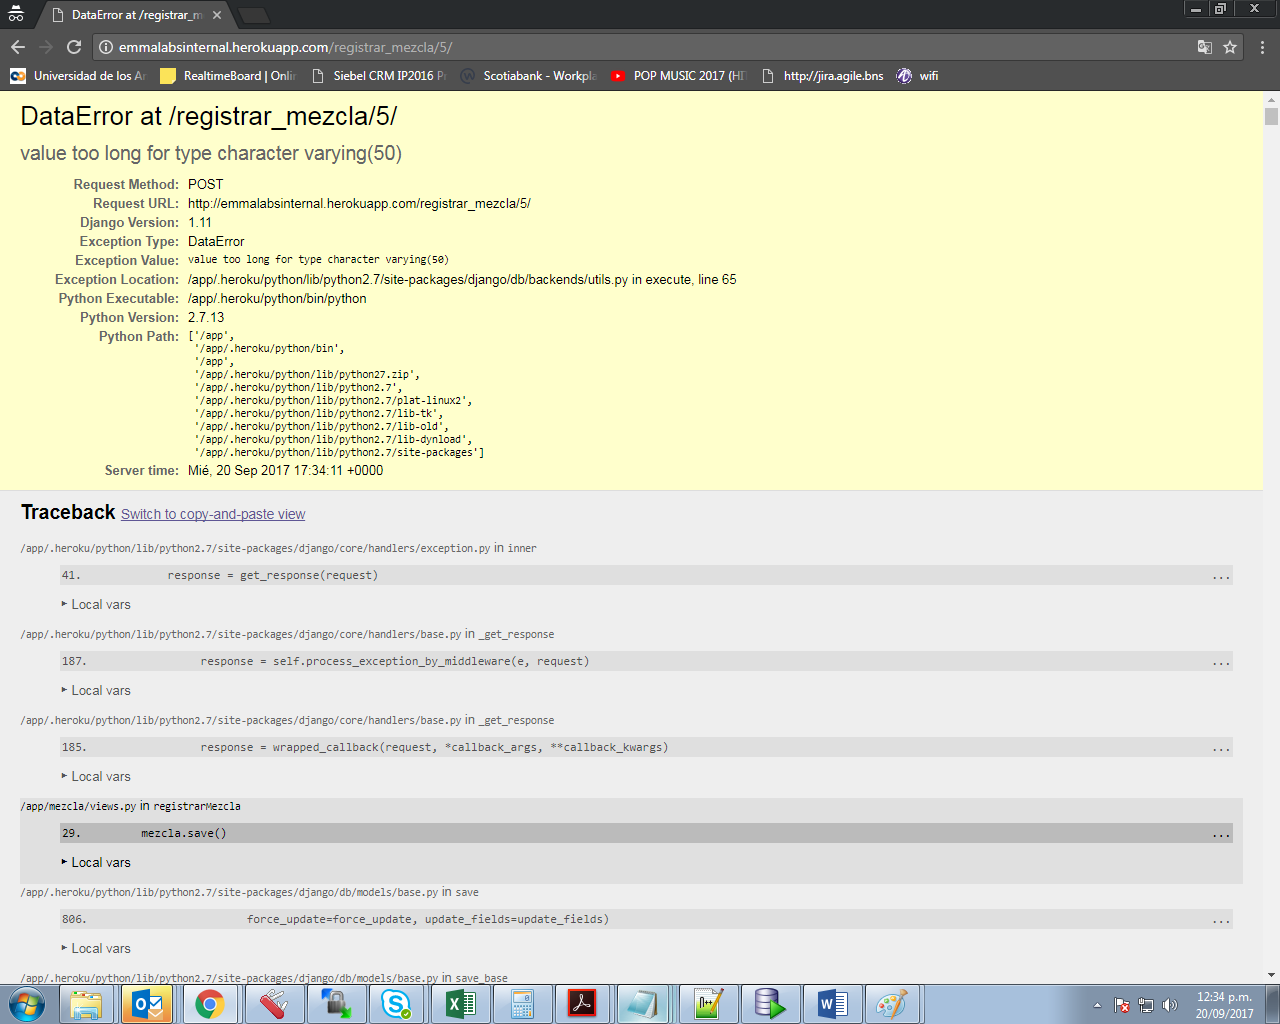 DataError at /registrar_m
emmalabsinternal.herokuapp.com/registrar_mezcla/5/
Universidad de los A
RealtimeBoard | Onlin
Siebel CRM IP2016 P
Scotiabank - Workpla
POP MUSIC 2017 (HI
http://jira.agile.bns
wifi
DataError at /registrar_mezcla/5/
value too long for type character varying(50)
Request Method: POST
Request URL: http://emmalabsinternal.herokuapp.com/registrar_mezcla/5/
Django Version: 1.11
Exception Type: DataError
Exception Value: value too long for type character varying(50)
Exception Location: /app/.heroku/python/lib/python2.7/site-packages/django/db/backends/utils.py in execute, line 65
Python Executable: /app/.heroku/python/bin/python
Python Version: 2.7.13
Python Path: ['/app',
'/app/.heroku/python/bin',
'/app',
'/app/.heroku/python/lib/python27.zip',
'/app/.heroku/python/lib/python2.7',
'/app/.heroku/python/lib/python2.7/plat-linux2',
'/app/.heroku/python/lib/python2.7/lib-tk',
'/app/.heroku/python/lib/python2.7/lib-old',
'/app/.heroku/python/lib/python2.7/lib-dynload',
'/app/.heroku/python/lib/python2.7/site-packages']
Server time: Mié, 20 Sep 2017 17:34:11 +0000
Traceback Switch to copy-and-paste view
/app/.heroku/python/lib/python2.7/site-packages/django/core/handlers/exception.py in inner
41. response = get_response(request) ...
Local vars
/app/.heroku/python/lib/python2.7/site-packages/django/core/handlers/base.py in _get_response
187. response = self.process_exception_by_middleware(e, request) ...
Local vars
/app/.heroku/python/lib/python2.7/site-packages/django/core/handlers/base.py in _get_response
185. response = wrapped_callback(request, *callback_args, **callback_kwargs) ...
Local vars
/app/mezcla/views.py in registrarMezcla
29. mezcla.save() ...
Local vars
/app/.heroku/python/lib/python2.7/site-packages/django/db/models/base.py in save
806. force_update=force_update, update_fields=update_fields) ...
Local vars
/app/.heroku/python/lib/python2.7/site-packages/django/db/models/base.py in save_base
12:34 p.m.
20/09/2017